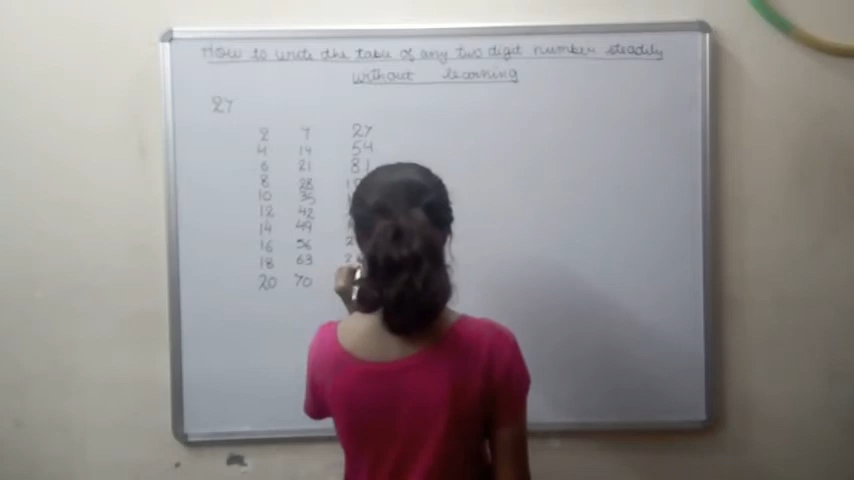 How to write the table of any two digit number steadily
without learning
27
2 7 27
4 14 54
6 21 81
8 28
10 35
12 42
14 49
16 56
18 63
20 70